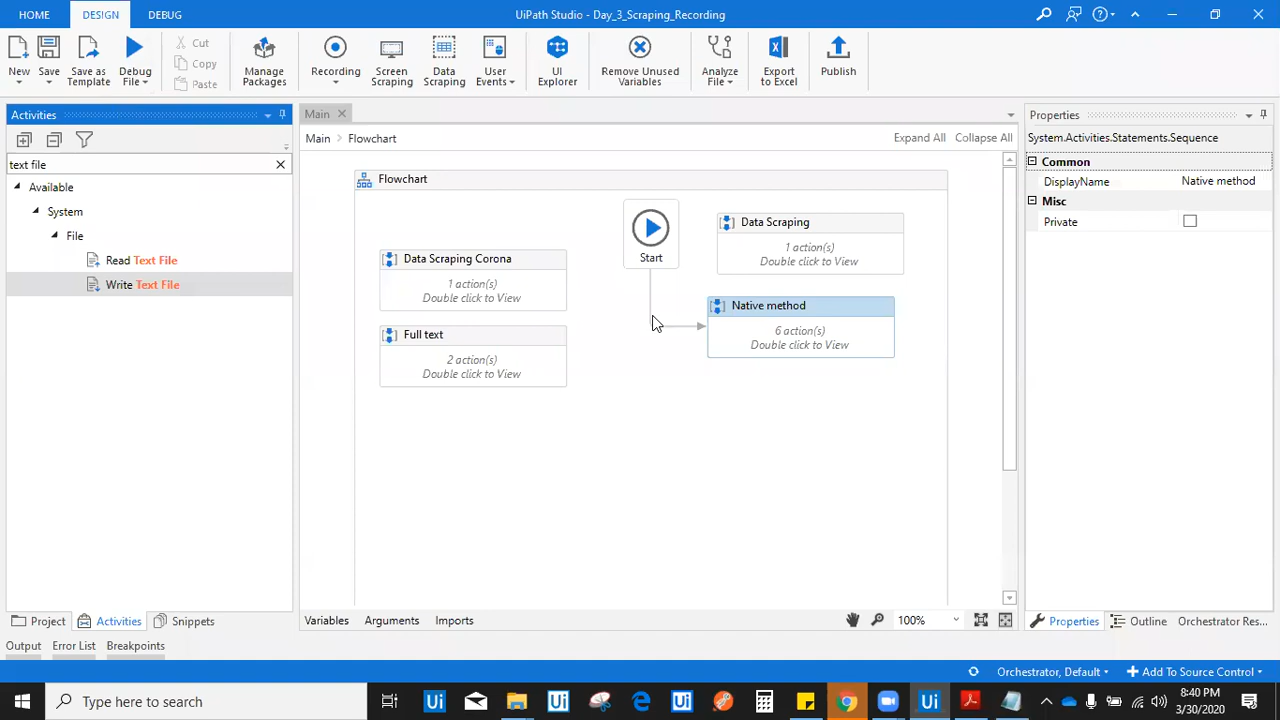 HOME DESIGN DEBUG UiPath Studio - Day_3_Scraping_Recording
New Save Save as Template Debug File Cut Copy Paste Manage Packages Recording Screen Scraping Data Scraping User Events UI Explorer Remove Unused Variables Analyze File Export to Excel Publish
Activities
text file
Available
System
File
Read Text File
Write Text File
Main
Main > Flowchart Expand All Collapse All
Flowchart
Start
Data Scraping
1 action(s)
Double click to View
Data Scraping Corona
1 action(s)
Double click to View
Native method
6 action(s)
Double click to View
Full text
2 action(s)
Double click to View
Properties
System.Activities.Statements.Sequence
Common
DisplayName Native method
Misc
Private
Project Activities Snippets
Variables Arguments Imports 100%
Properties Outline Orchestrator Res...
Output Error List Breakpoints
Orchestrator, Default Add To Source Control
Type here to search
8:40 PM
3/30/2020